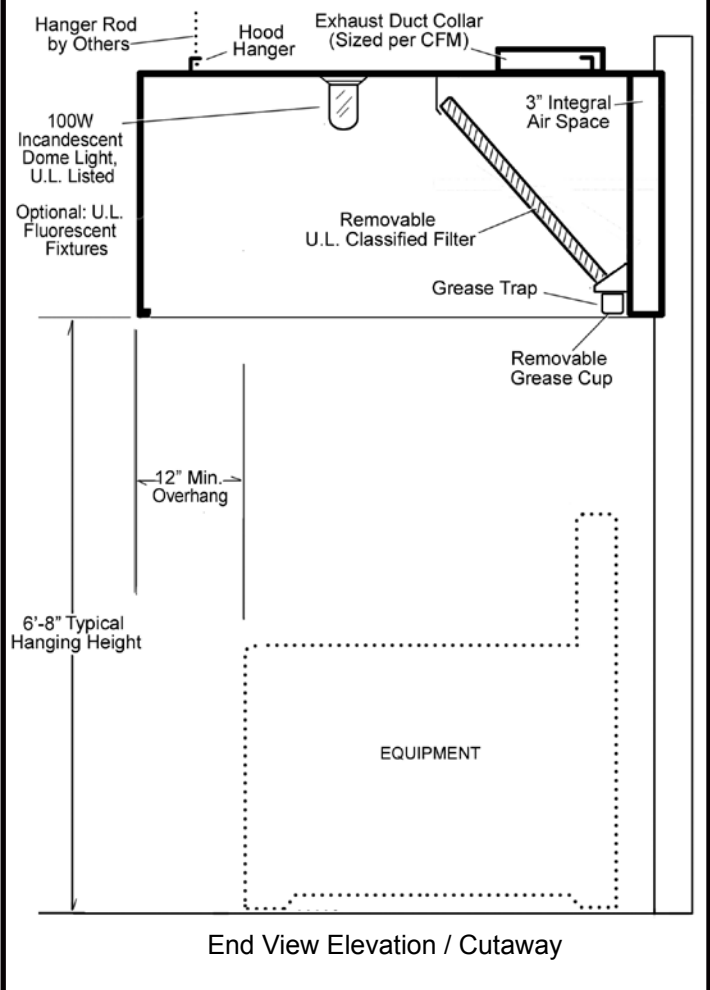 Hanger Rod
by Others
Hood
Hanger
Exhaust Duct Collar
(Sized per CFM)
3” Integral
Air Space
100W
Incandescent
Dome Light,
U.L. Listed
Optional: U.L.
Fluorescent
Fixtures
Removable
U.L. Classified Filter
Grease Trap
Removable
Grease Cup
12” Min.
Overhang
6’-8” Typical
Hanging Height
EQUIPMENT
End View Elevation / Cutaway